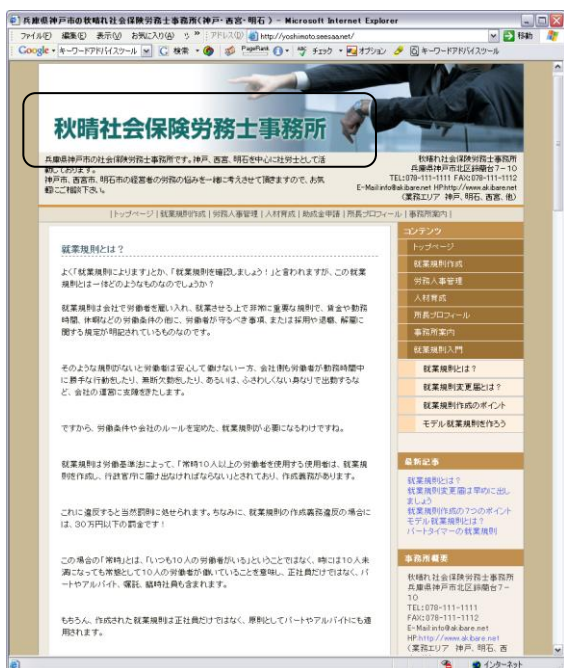 兵庫県神戸市の秋晴れ社会保険労務士事務所(神戸・西宮・明石) - Microsoft Internet Explorer
ファイル(F) 編集(E) 表示(V) お気に入り(A) ツ » アドレス(D) http://yoshimoto.seesaa.net/ 移動
Google キーワードアドバイスツール 検索 PageRank チェック オプション キーワードアドバイスツール
秋晴社会保険労務士事務所
兵庫県神戸市の社会保険労務士事務所です。神戸、西宮、明石を中心に社労士として活
動しております。
神戸市、西宮市、明石市の経営者の労務の悩みを一緒に考えさせて頂きますので、お気
軽にご相談下さい。
秋晴れ社会保険労務士事務所
兵庫県神戸市北区鈴蘭台7-10
TEL:078-111-1111 FAX:078-111-1112
E-Mail:info@akibare.net HP:http://www.akibare.net
(業務エリア 神戸、明石、西宮、他)
|トップページ|就業規則作成|労務人事管理|人材育成|助成金申請|所長プロフィール|事務所案内|
就業規則とは?
よく「就業規則によります」とか、「就業規則を確認しましょう!」と言われますが、この就業
規則とは一体どのようなものなのでしょうか?
就業規則は会社で労働者を雇い入れ、就業させる上で非常に重要な規則で、賃金や勤務
時間、休暇などの労働条件の他に、労働者が守るべき事項、または採用や退職、解雇に
関する規定が明記されているものなのです。
そのような規則がないと労働者は安心して働けない一方、会社側も労働者が勤務時間中
に勝手な行動をしたり、無断欠勤をしたり、あるいは、ふさわしくない身なりで出勤するな
ど、会社の運営に支障をきたします。
ですから、労働条件や会社のルールを定めた、就業規則が必要になるわけですね。
就業規則は労働基準法によって、「常時10人以上の労働者を使用する使用者は、就業規
則を作成し、行政官庁に届け出なければならない」とされており、作成義務があります。
これに違反すると当然罰則に処せられます。ちなみに、就業規則の作成義務違反の場合に
は、30万円以下の罰金です!
この場合の「常時」とは、「いつも10人の労働者がいる」ということではなく、時には10人未
満になっても常態として10人の労働者が働いていることを意味し、正社員だけではなく、パ
ートやアルバイト、嘱託、臨時社員も含まれます。
もちろん、作成された就業規則は正社員だけではなく、原則としてパートやアルバイトにも適
用されます。
コンテンツ
トップページ
就業規則作成
労務人事管理
人材育成
所長プロフィール
事務所案内
就業規則入門
就業規則とは?
就業規則変更届とは?
就業規則作成のポイント
モデル就業規則を作ろう
最新記事
就業規則とは?
就業規則変更届は早めに出し
ましょう
就業規則作成の7つのポイント
モデル就業規則とは?
パートタイマーの就業規則
事務所概要
秋晴れ社会保険労務士事務所
兵庫県神戸市北区鈴蘭台7-
10
TEL:078-111-1111
FAX:078-111-1112
E-Mail:info@akibare.net
HP:http://www.akibare.net
(業務エリア 神戸、明石、西
インターネット